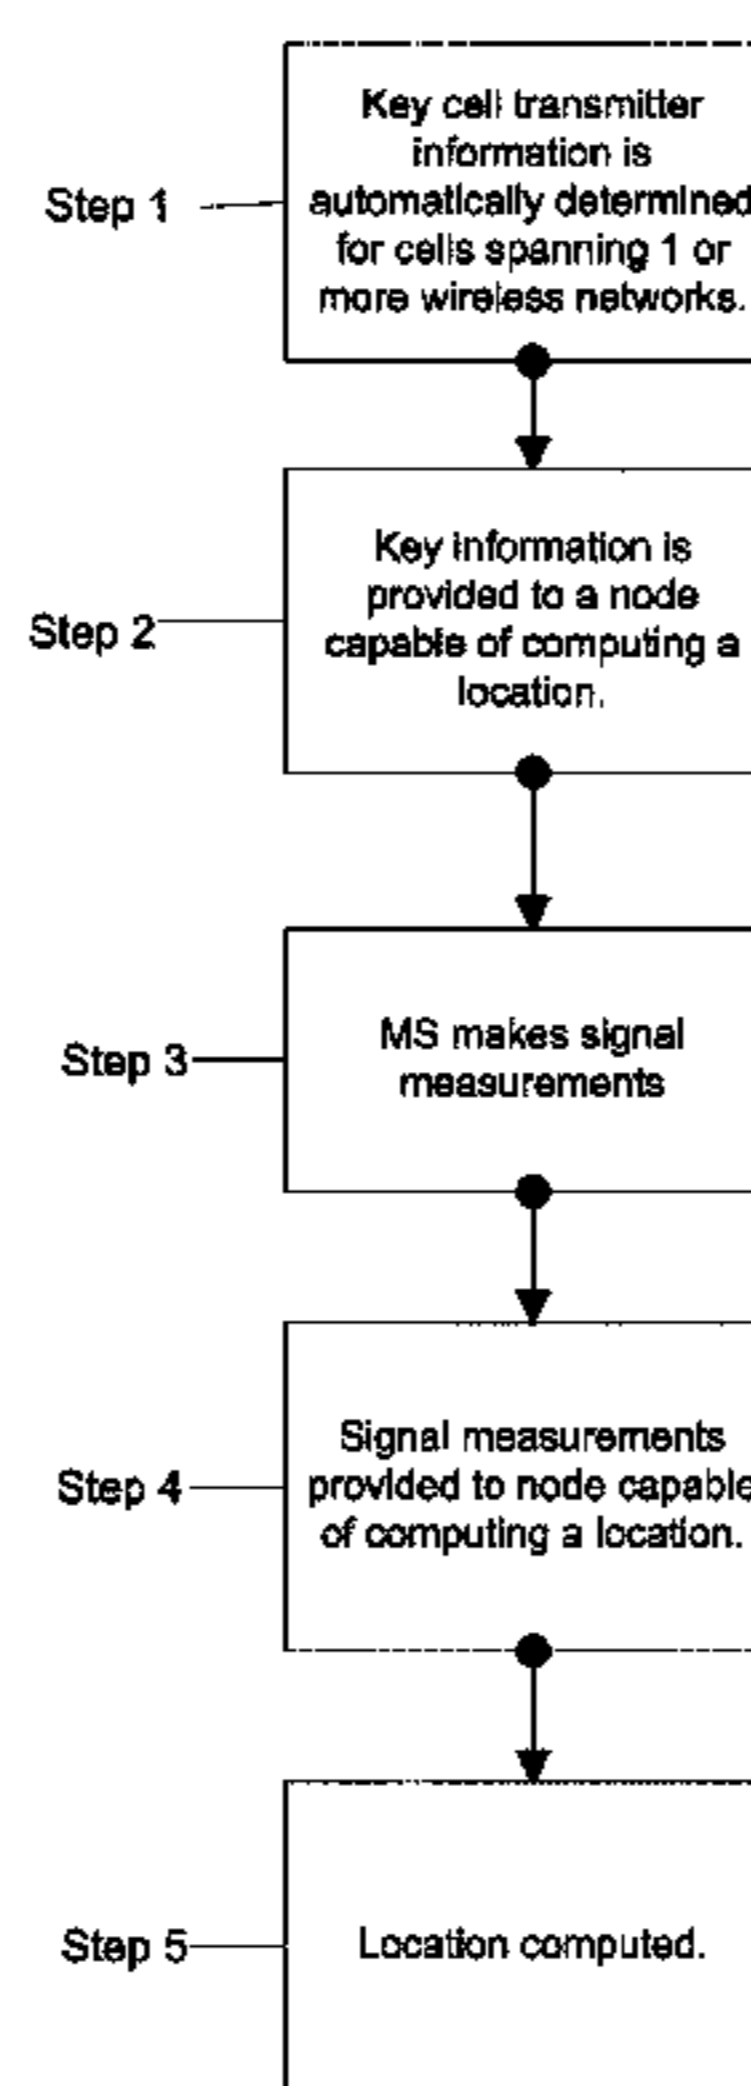 Key cell transmitter
information is
Step 1
automatically determined
for cells spanning 1 or
more wireless networks.
Key information is
provided to a node
Step 2
capable of computing a
location.
MS makes signal
Step 3
measurements
Signal measurements
Step 4
provided to node capable
of computing a location.
Step 5
Location computed.